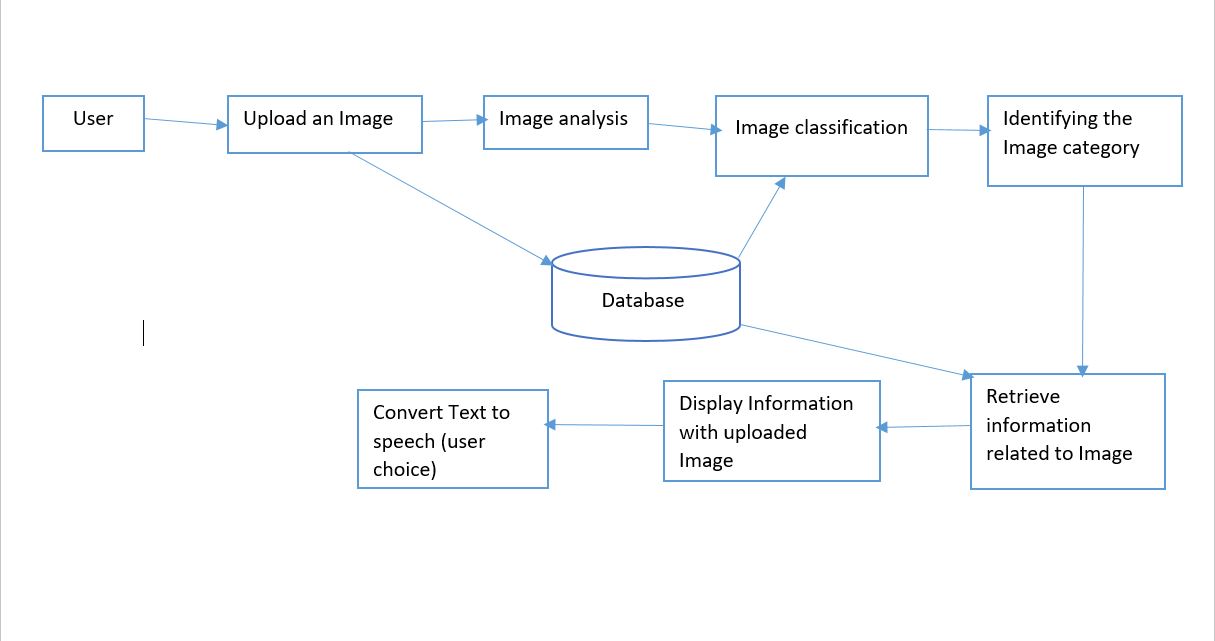 User
Upload an Image
Image analysis
Image classification
Identifying the
Image category
Database
Retrieve
information
related to Image
Display Information
with uploaded
Image
Convert Text to
speech (user
choice)